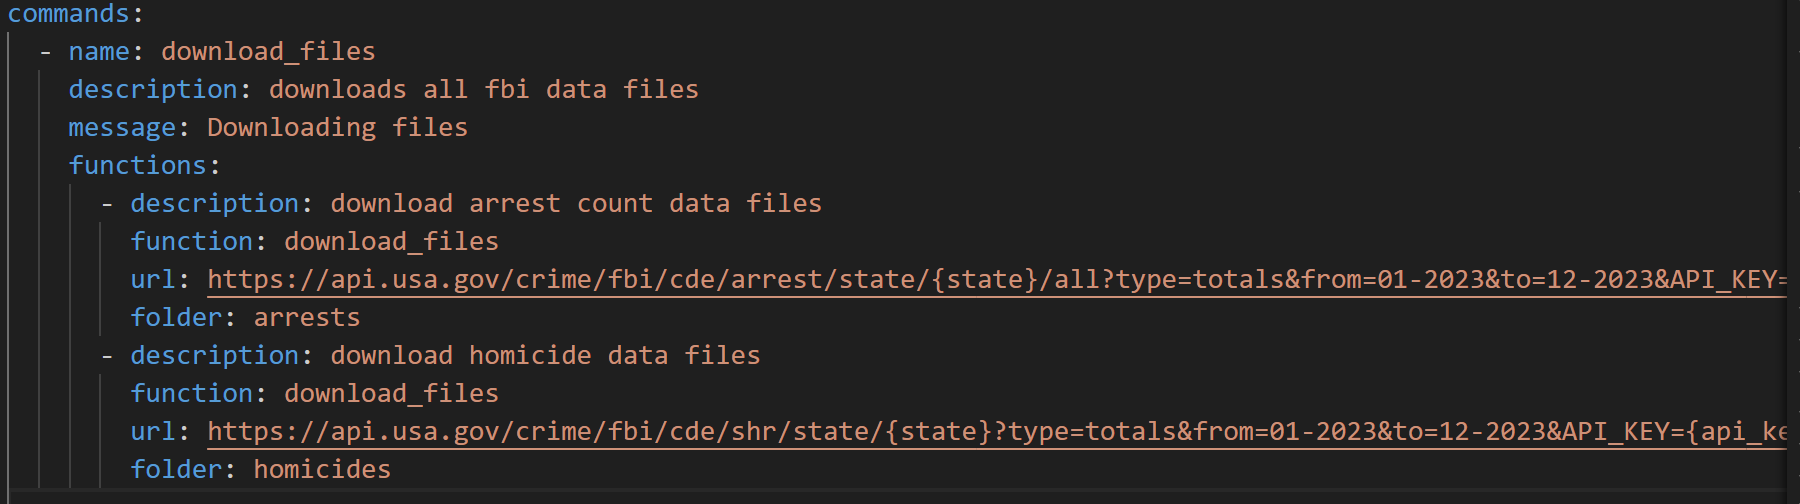 commands:
- name: download_files
description: downloads all fbi data files
message: Downloading files
functions:
- description: download arrest count data files
function: download_files
url: https://api.usa.gov/crime/fbi/cde/arrest/state/{state}/all?type=totals&from=01-2023&to=12-2023&API_KEY=
folder: arrests
- description: download homicide data files
function: download_files
url: https://api.usa.gov/crime/fbi/cde/shr/state/{state}?type=totals&from=01-2023&to=12-2023&API_KEY={api_ke
folder: homicides